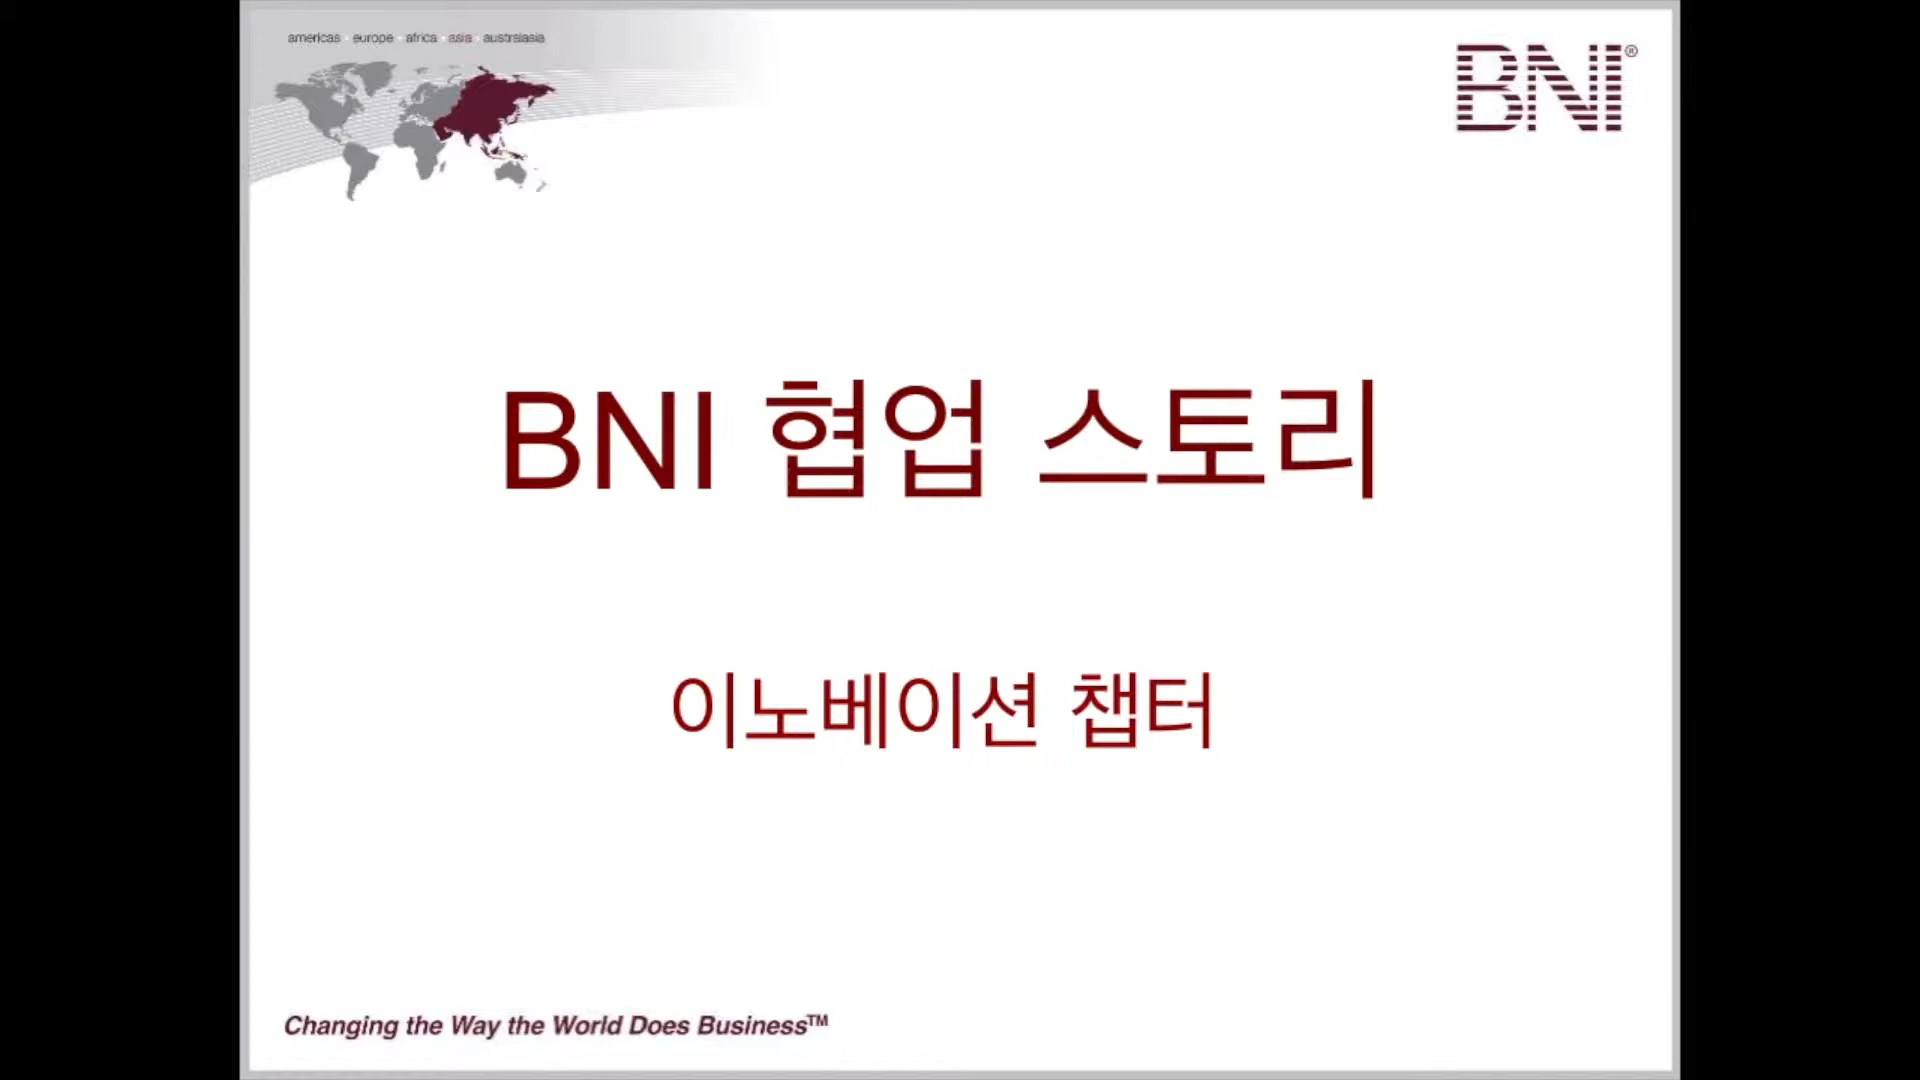 americas europe africa asia australasia
BNI®
BNI 협업 스토리
이노베이션 챕터
Changing the Way the World Does Business™